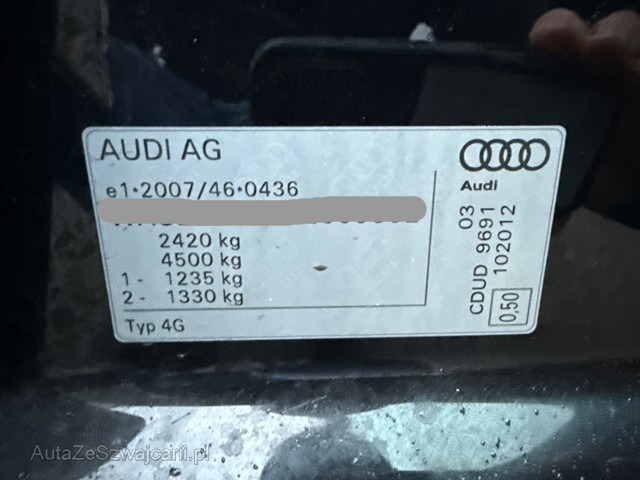 AUDI AG
Audi
e1*2007/46*0436
2420 kg
4500 kg
1- 1235 kg
2- 1330 kg
Typ 4G
03
CDUD 9691
102012
0,50
AutaZeSzwajcarii.pl